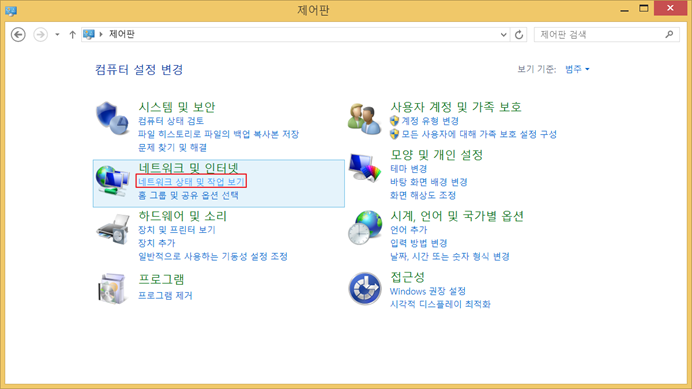 제어판
제어판
제어판 검색
컴퓨터 설정 변경
보기 기준: 범주
시스템 및 보안
컴퓨터 상태 검토
파일 히스토리로 파일의 백업 복사본 저장
문제 찾기 및 해결
네트워크 및 인터넷
네트워크 상태 및 작업 보기
홈 그룹 및 공유 옵션 선택
하드웨어 및 소리
장치 및 프린터 보기
장치 추가
일반적으로 사용하는 기동성 설정 조정
프로그램
프로그램 제거
사용자 계정 및 가족 보호
계정 유형 변경
모든 사용자에 대해 가족 보호 설정 구성
모양 및 개인 설정
테마 변경
바탕 화면 배경 변경
화면 해상도 조정
시계, 언어 및 국가별 옵션
언어 추가
입력 방법 변경
날짜, 시간 또는 숫자 형식 변경
접근성
Windows 권장 설정
시각적 디스플레이 최적화